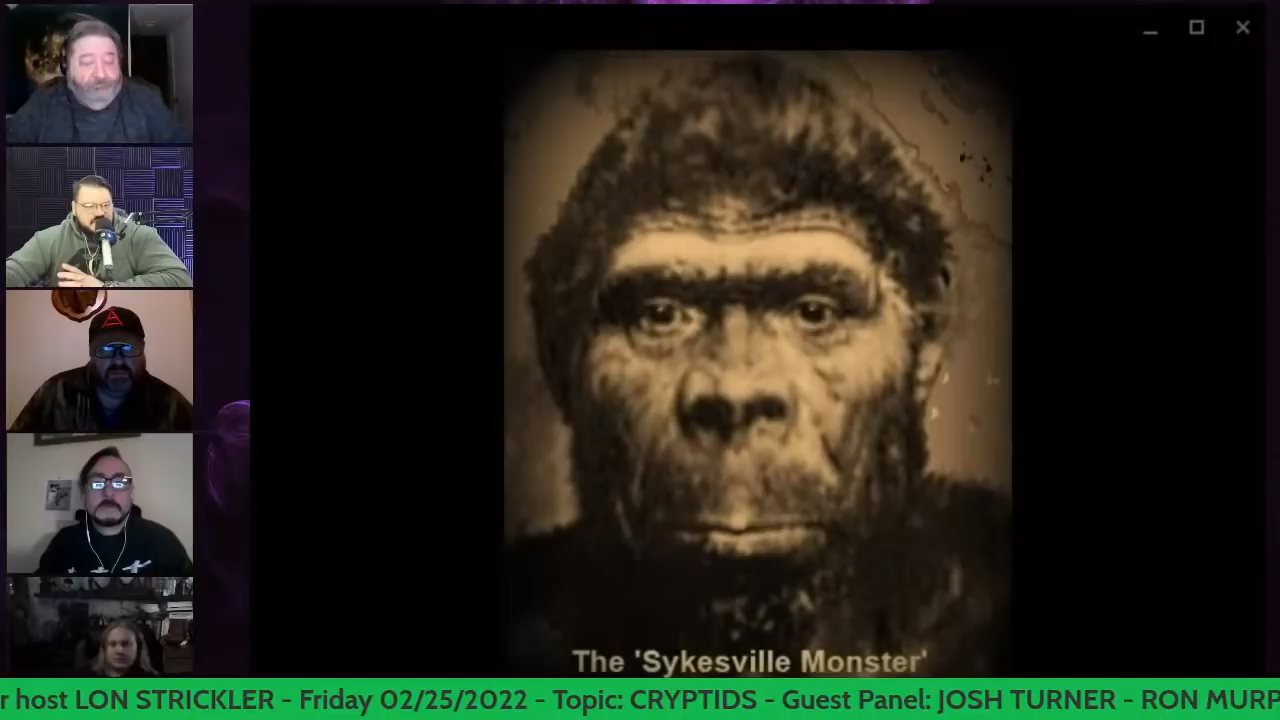 The 'Sykesville Monster'
r host LON STRICKLER - Friday 02/25/2022 - Topic: CRYPTIDS - Guest Panel: JOSH TURNER - RON MURP